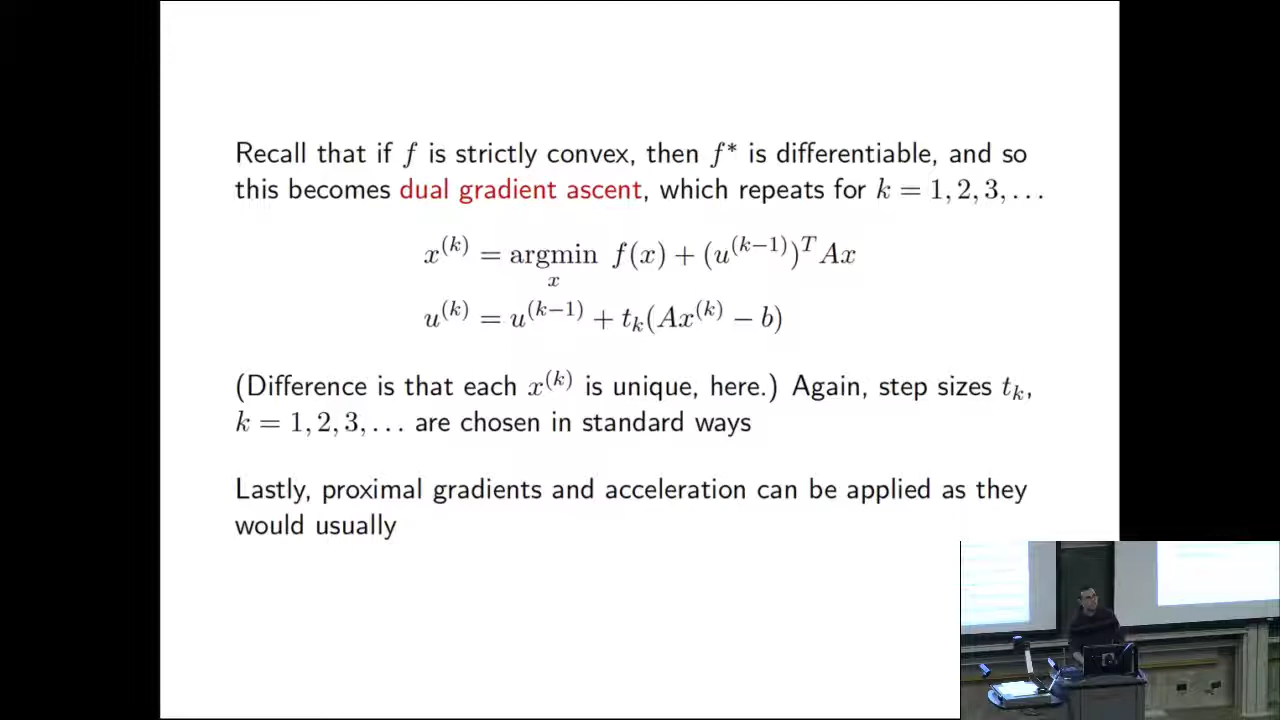 Recall that if f is strictly convex, then f* is differentiable, and so
this becomes dual gradient ascent, which repeats for k = 1, 2, 3, . . .
x^(k) = argmin_x f(x) + (u^(k−1))^T Ax
u^(k) = u^(k−1) + t_k(Ax^(k) − b)
(Difference is that each x^(k) is unique, here.) Again, step sizes t_k,
k = 1, 2, 3, . . . are chosen in standard ways
Lastly, proximal gradients and acceleration can be applied as they
would usually